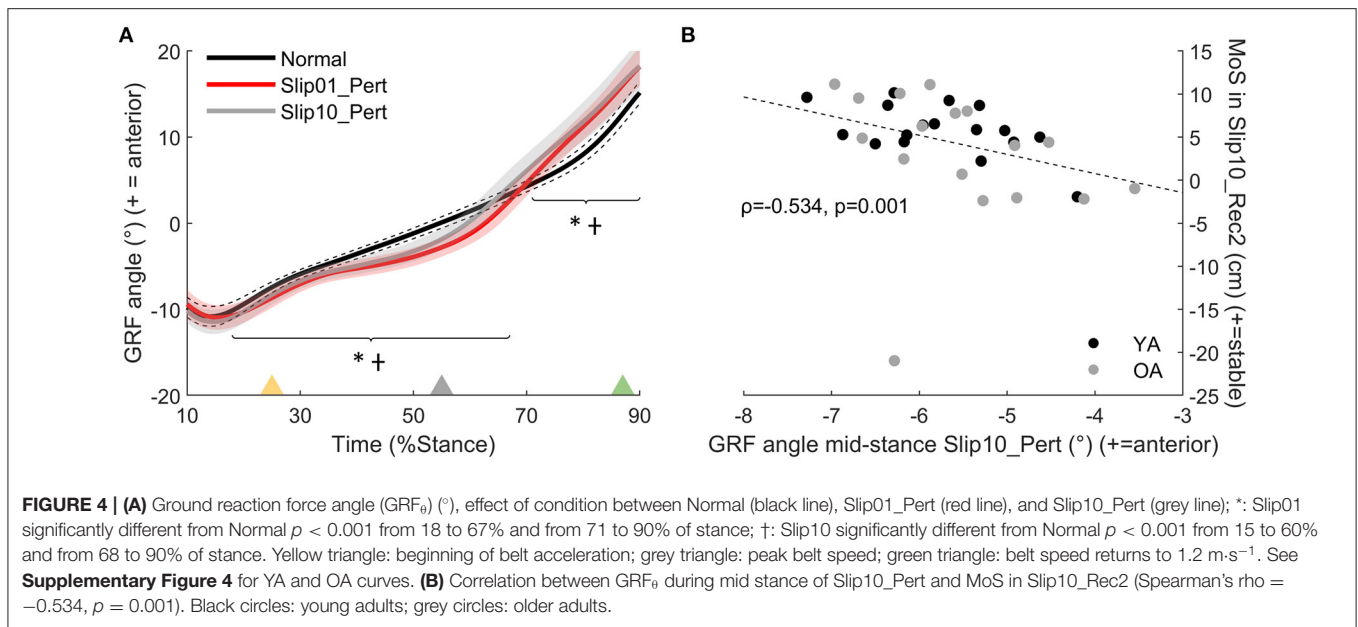 A
B
Normal
Slip01_Pert
Slip10_Pert
GRF angle (°) (+ = anterior)
20
10
0
-10
-20
* †
* †
10
30
50
70
90
Time (%Stance)
ρ=-0.534, p=0.001
YA
OA
20
15
10
5
0
-5
-10
-15
-20
-25
MoS in Slip10_Rec2 (cm) (+=stable)
-8
-7
-6
-5
-4
-3
GRF angle mid-stance Slip10_Pert (°) (+=anterior)
FIGURE 4 | (A) Ground reaction force angle (GRFθ) (°), effect of condition between Normal (black line), Slip01_Pert (red line), and Slip10_Pert (grey line); *: Slip01
significantly different from Normal p < 0.001 from 18 to 67% and from 71 to 90% of stance; †: Slip10 significantly different from Normal p < 0.001 from 15 to 60%
and from 68 to 90% of stance. Yellow triangle: beginning of belt acceleration; grey triangle: peak belt speed; green triangle: belt speed returns to 1.2 m·s⁻¹. See
Supplementary Figure 4 for YA and OA curves. (B) Correlation between GRFθ during mid stance of Slip10_Pert and MoS in Slip10_Rec2 (Spearman's rho =
−0.534, p = 0.001). Black circles: young adults; grey circles: older adults.